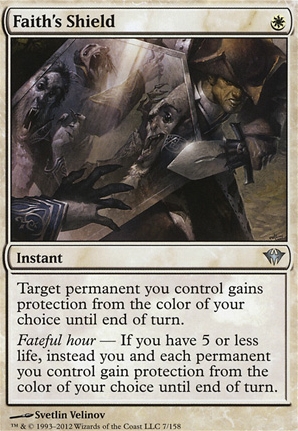 Faith's Shield
Instant
Target permanent you control gains
protection from the color of your
choice until end of turn.
Fateful hour — If you have 5 or less
life, instead you and each permanent
you control gain protection from the
color of your choice until end of turn.
Svetlin Velinov
™ & © 1993–2012 Wizards of the Coast LLC 7/158